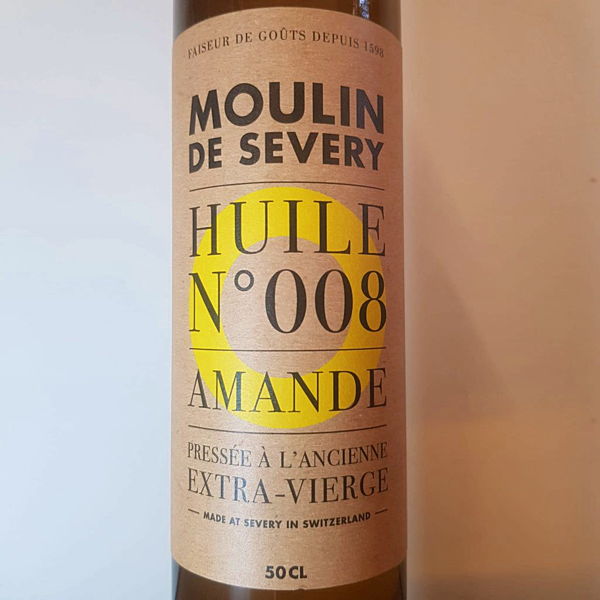 FAISEUR DE GOÛTS DEPUIS 1598
MOULIN
DE SEVERY
HUILE
N°008
AMANDE
PRESSÉE À L'ANCIENNE
EXTRA-VIERGE
MADE AT SEVERY IN SWITZERLAND
50CL